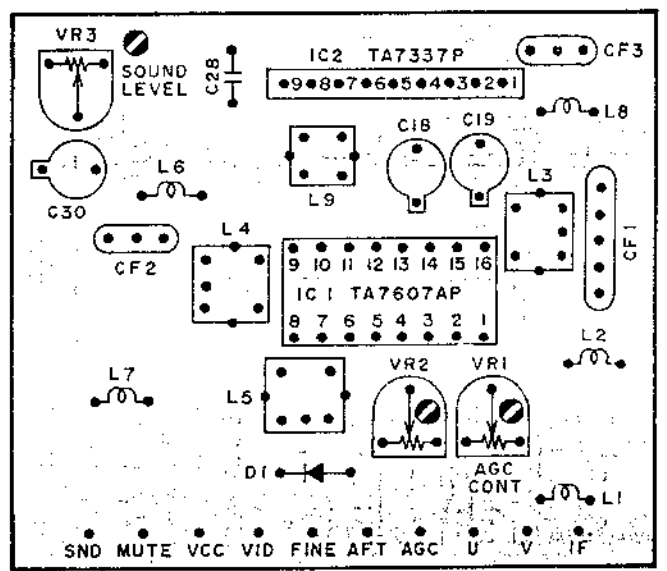 VR3
SOUND
LEVEL
C28
IC2 TA7337P
9 8 7 6 5 4 3 2 1
CF3
L8
C18
C19
L6
C30
L9
L3
CF1
L4
CF2
9 10 11 12 13 14 15 16
IC1 TA7607AP
8 7 6 5 4 3 2 1
L2
VR2
VR1
L7
L5
D1
AGC
CONT
L1
SND MUTE VCC VID FINE AFT AGC U V IF